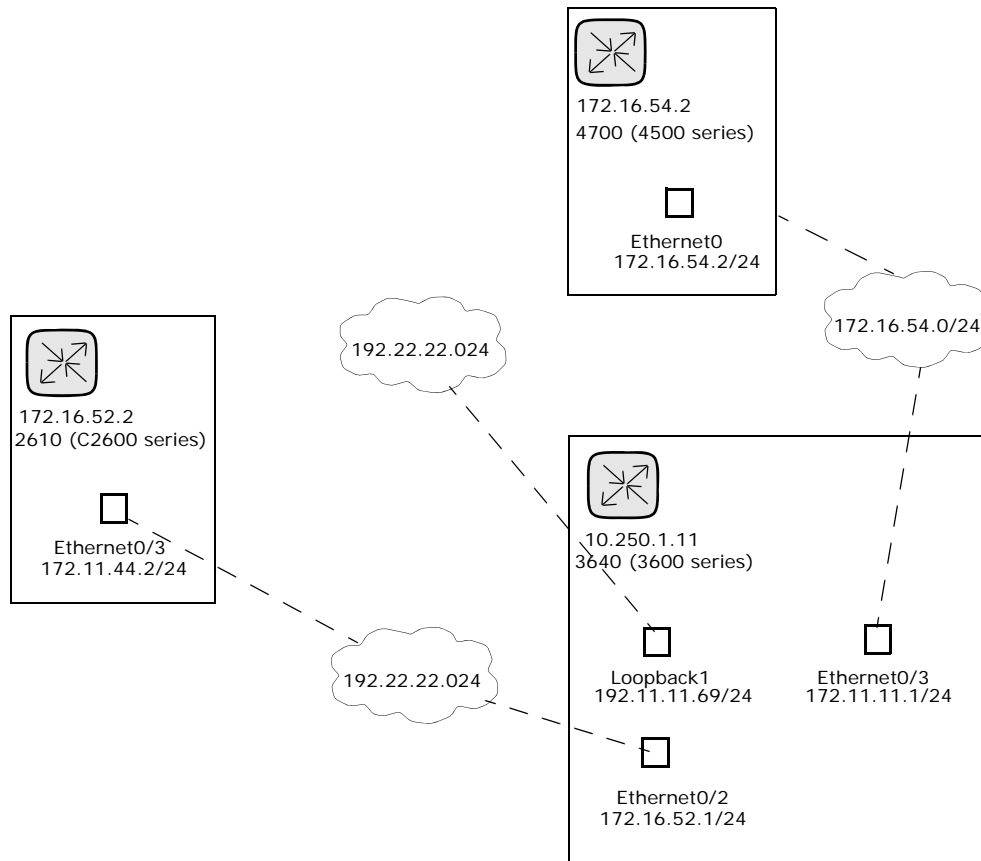 172.16.54.2
4700 (4500 series)
Ethernet0
172.16.54.2/24
172.16.54.0/24
192.22.22.024
172.16.52.2
2610 (C2600 series)
Ethernet0/3
172.11.44.2/24
10.250.1.11
3640 (3600 series)
192.22.22.024
Loopback1
192.11.11.69/24
Ethernet0/3
172.11.11.1/24
Ethernet0/2
172.16.52.1/24